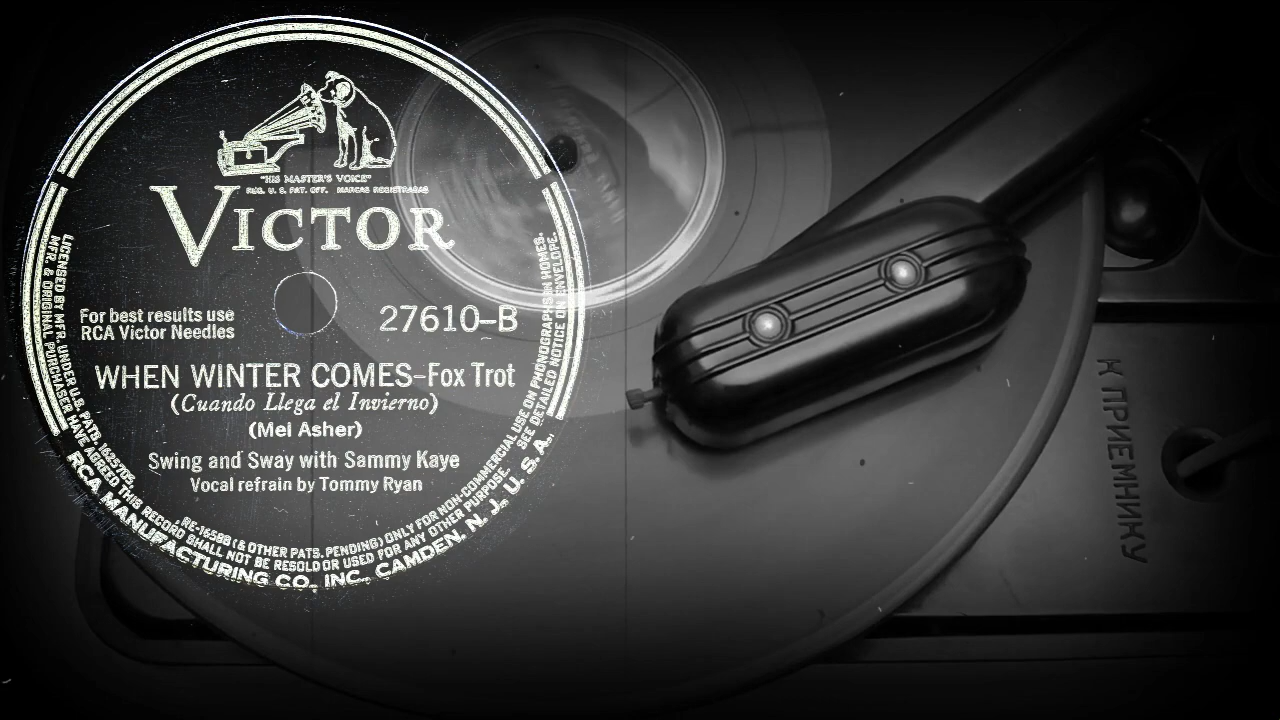 "HIS MASTER'S VOICE"
REG. U. S. PAT. OFF. MARCAS REGISTRADAS
VICTOR
For best results use
RCA Victor Needles
27610–B
WHEN WINTER COMES–Fox Trot
(Cuando Llega el Invierno)
(Mel Asher)
Swing and Sway with Sammy Kaye
Vocal refrain by Tommy Ryan
LICENSED BY MFR. UNDER U.S. PATS. 1625705, RE-16588 (& OTHER PATS. PENDING) ONLY FOR NON-COMMERCIAL USE ON PHONOGRAPHS IN HOMES.
MFR. & ORIGINAL PURCHASER HAVE AGREED THIS RECORD SHALL NOT BE RESOLD OR USED FOR ANY OTHER PURPOSE. SEE DETAILED NOTICE ON ENVELOPE.
RCA MANUFACTURING CO., INC., CAMDEN, N. J., U. S. A.
К ПРИЕМНИКУ